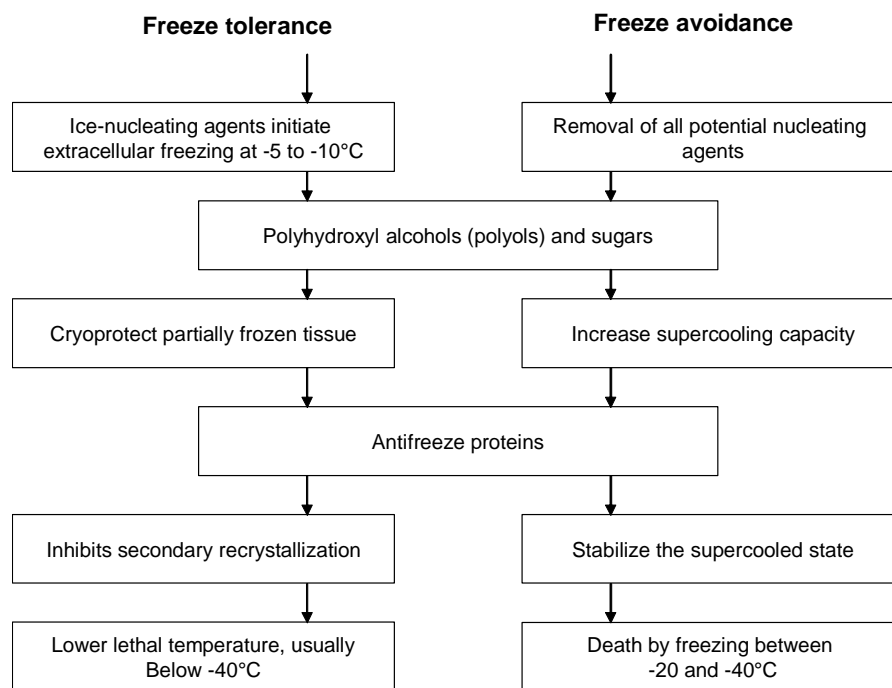 Freeze tolerance
Freeze avoidance
Ice-nucleating agents initiate
extracellular freezing at -5 to -10°C
Removal of all potential nucleating
agents
Polyhydroxyl alcohols (polyols) and sugars
Cryoprotect partially frozen tissue
Increase supercooling capacity
Antifreeze proteins
Inhibits secondary recrystallization
Stabilize the supercooled state
Lower lethal temperature, usually
Below -40°C
Death by freezing between
-20 and -40°C